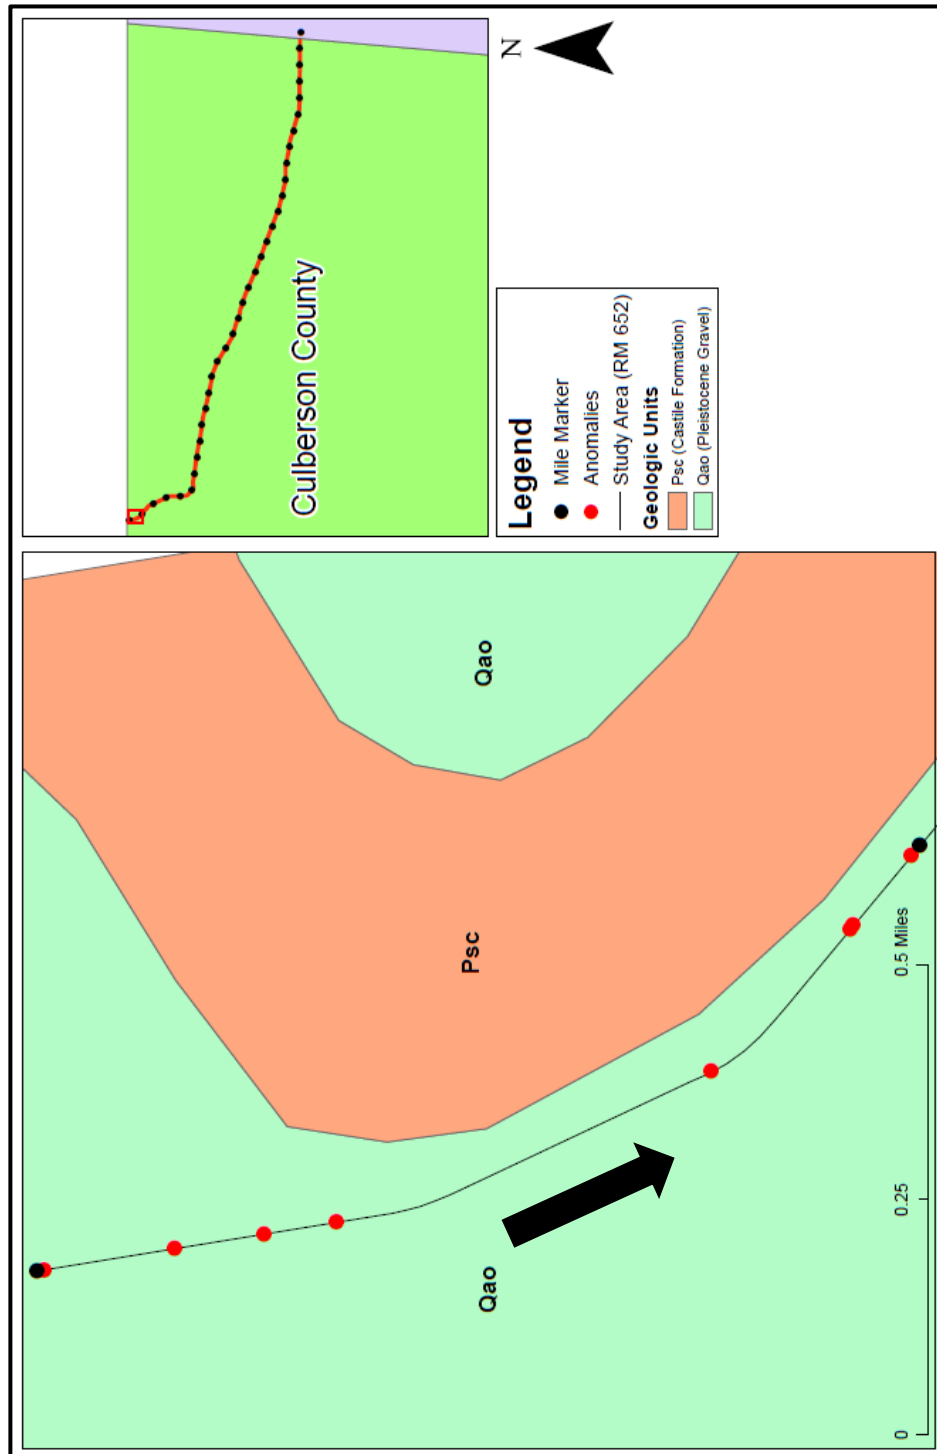 N
Culberson County
Legend
Mile Marker
Anomalies
Study Area (RM 652)
Geologic Units
Psc (Castile Formation)
Qao (Pleistocene Gravel)
Qao
Psc
Qao
0 0.25 0.5 Miles